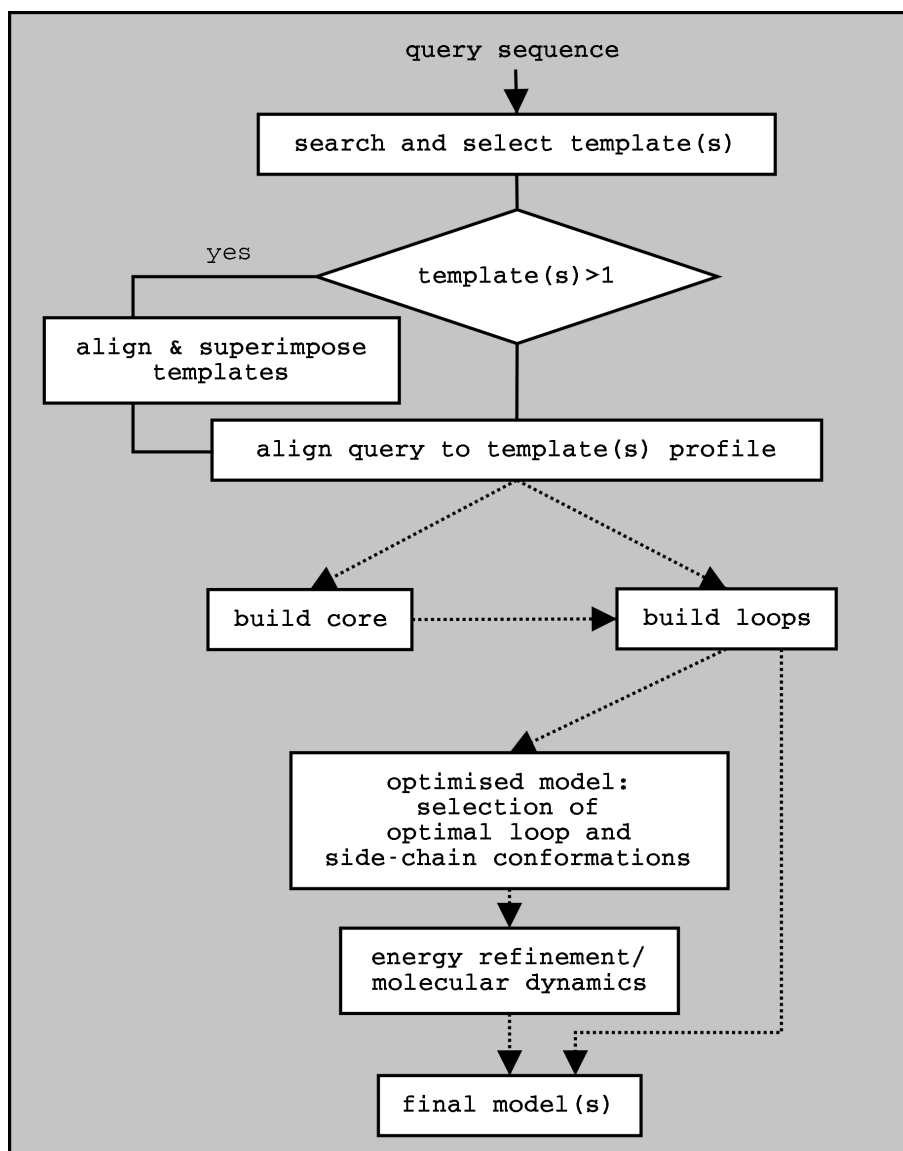 query sequence
search and select template(s)
yes
template(s)>1
align & superimpose
templates
align query to template(s) profile
build core
build loops
optimised model:
selection of
optimal loop and
side-chain conformations
energy refinement/
molecular dynamics
final model(s)